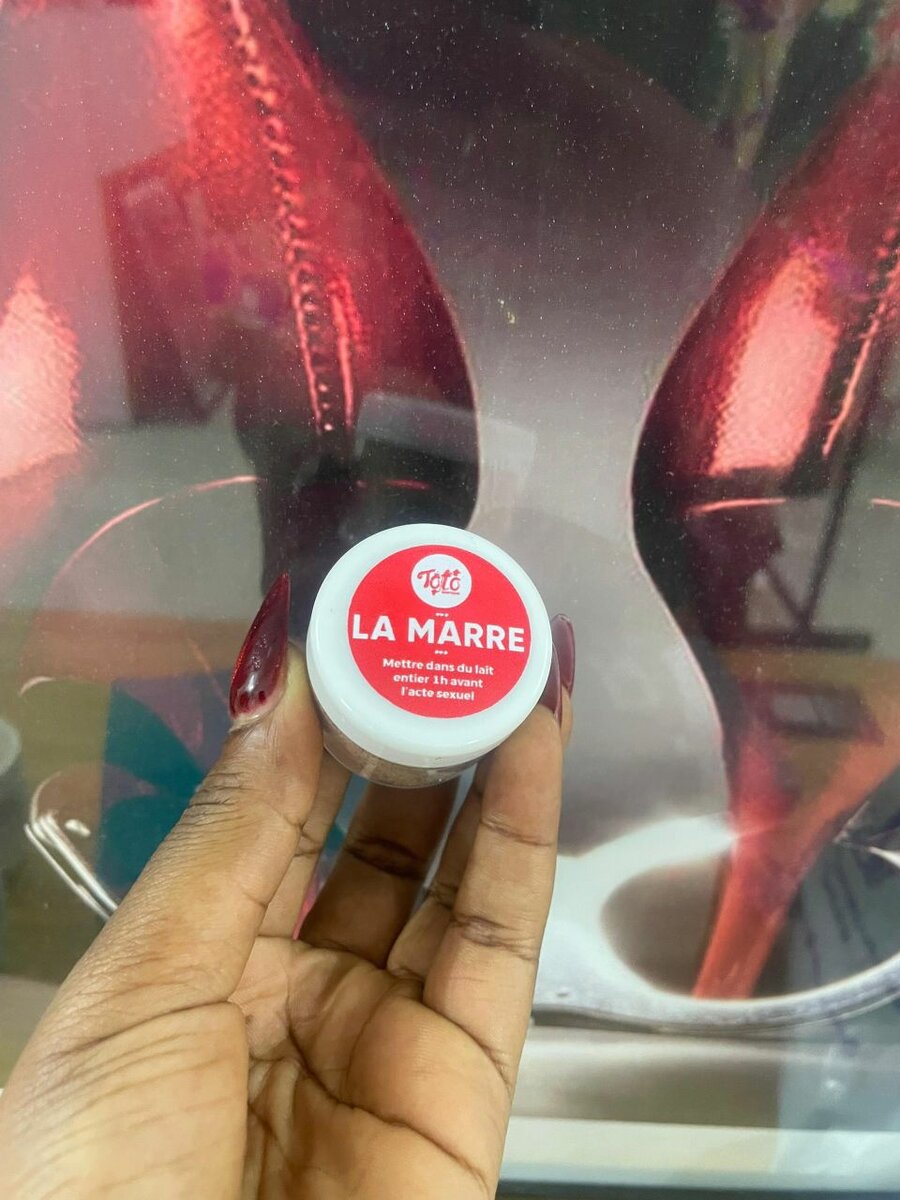 Toto
LA MARRE
Mettre dans du lait
entier 1h avant
l'acte sexuel